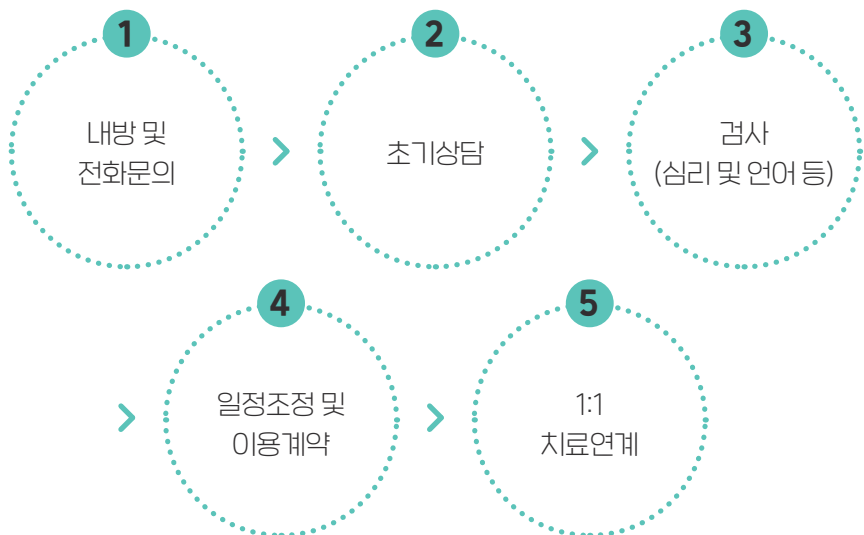 1
내방 및
전화문의
2
초기상담
3
검사
(심리 및 언어 등)
4
일정조정 및
이용계약
5
1:1
치료연계